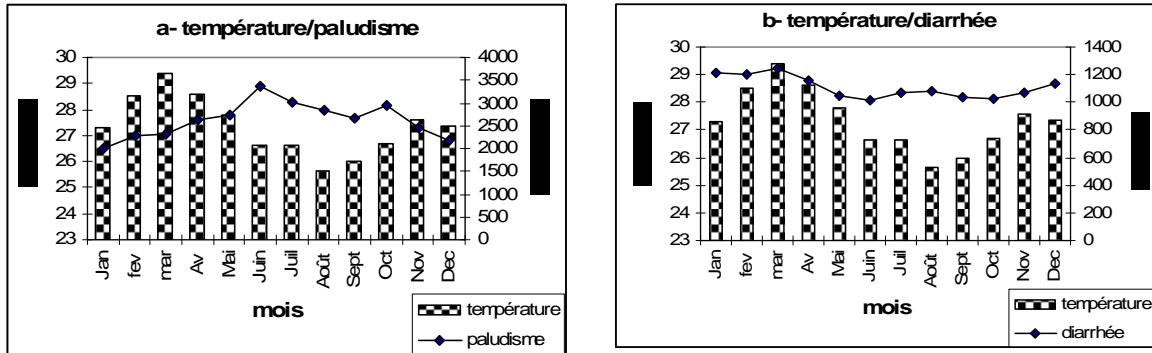 a- température/paludisme
30
29
28
27
26
25
24
23
4000
3500
3000
2500
2000
1500
1000
500
0
Jan
fev
mar
Av
Mai
Juin
Juil
Août
Sept
Oct
Nov
Dec
mois
température
paludisme
b- température/diarrhée
30
29
28
27
26
25
24
23
1400
1200
1000
800
600
400
200
0
Jan
fev
mar
Av
Mai
Juin
Juil
Août
Sept
Oct
Nov
Dec
mois
température
diarrhée